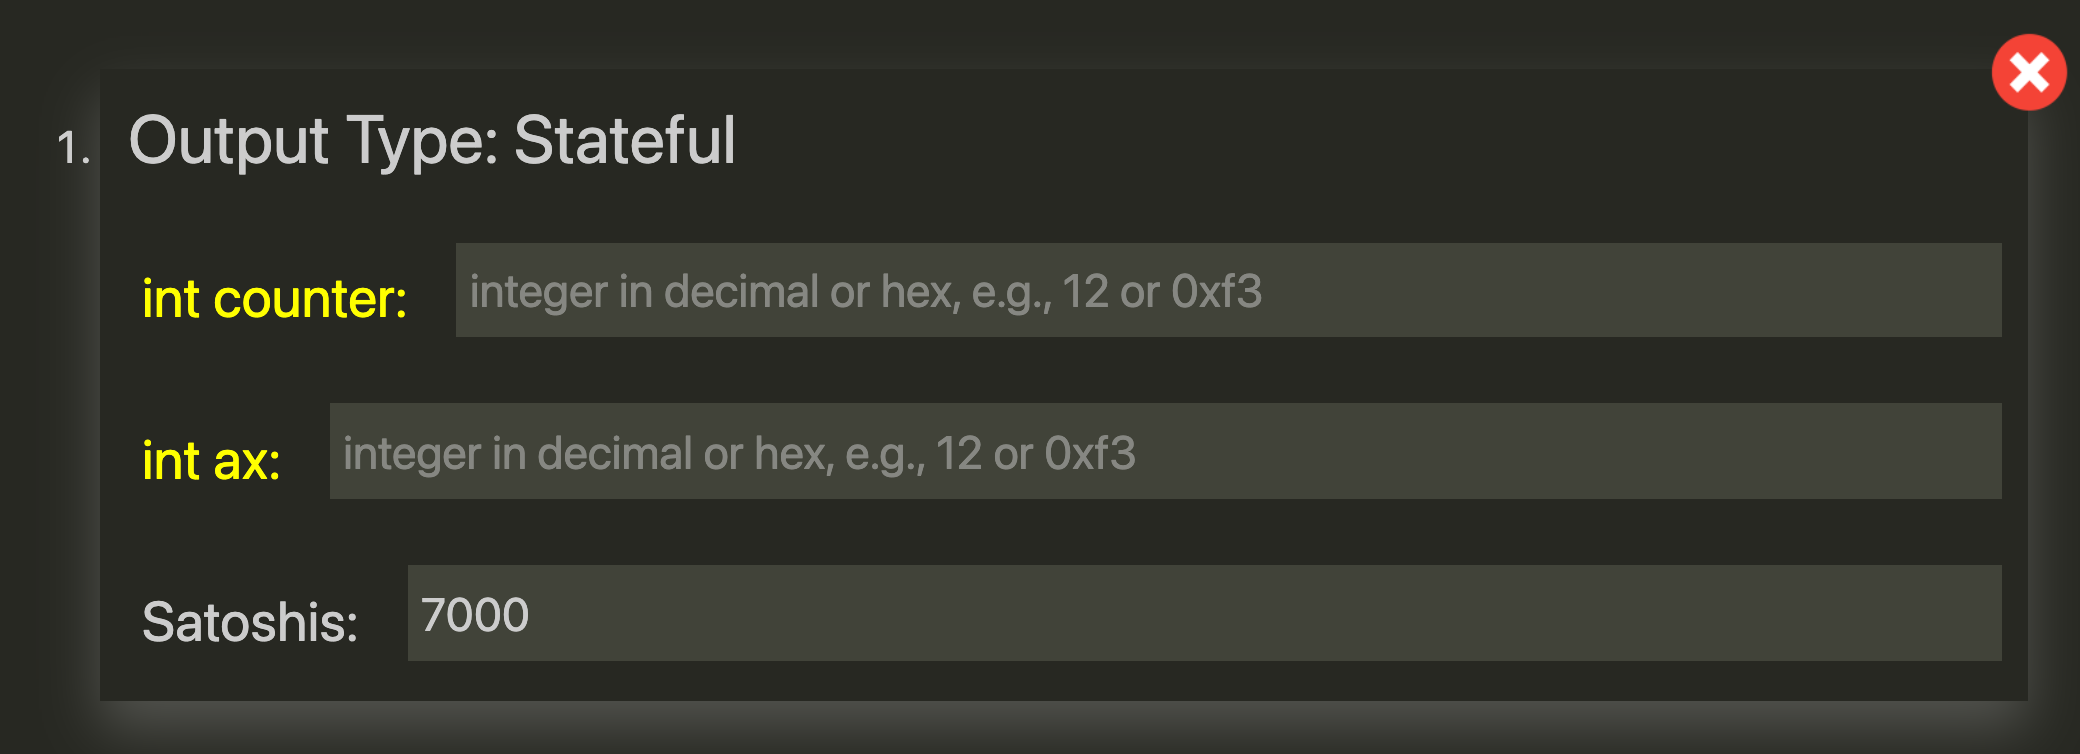 1. Output Type: Stateful
int counter: integer in decimal or hex, e.g., 12 or 0xf3
int ax: integer in decimal or hex, e.g., 12 or 0xf3
Satoshis: 7000